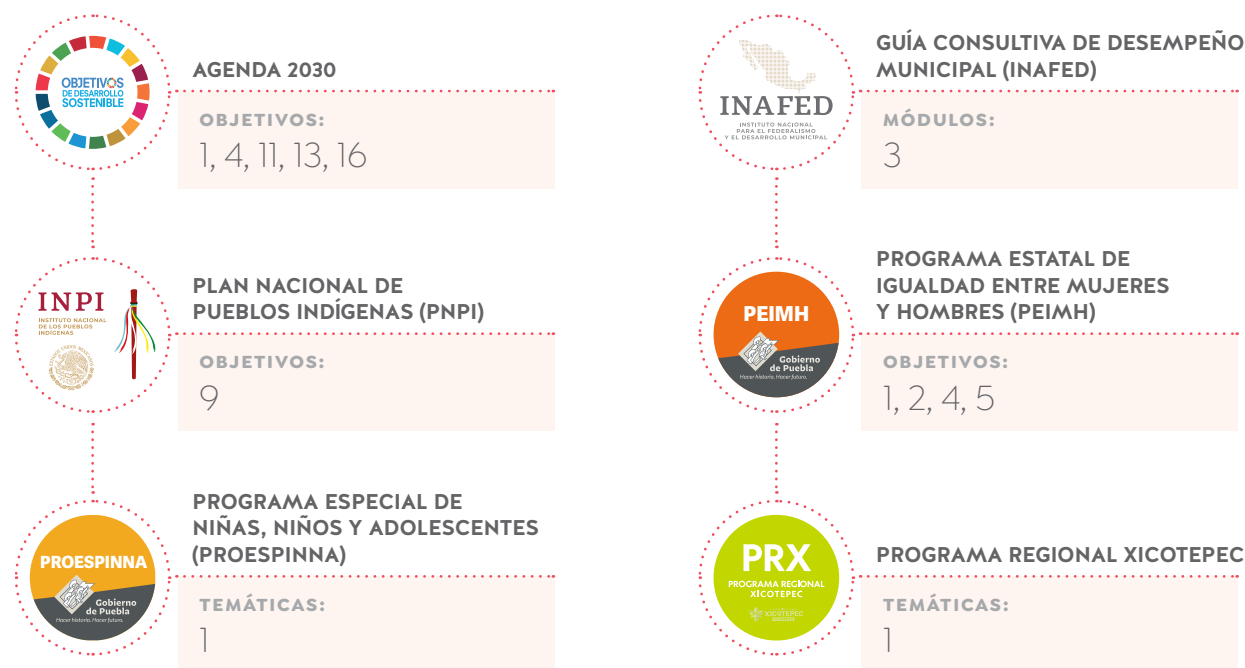 OBJETIVOS
DE DESARROLLO
SOSTENIBLE
AGENDA 2030
OBJETIVOS:
1, 4, 11, 13, 16
INPI
INSTITUTO NACIONAL
DE LOS PUEBLOS
INDÍGENAS
PLAN NACIONAL DE
PUEBLOS INDÍGENAS (PNPI)
OBJETIVOS:
9
PROESPINNA
Gobierno
de Puebla
Hacer historia. Hacer futuro.
PROGRAMA ESPECIAL DE
NIÑAS, NIÑOS Y ADOLESCENTES
(PROESPINNA)
TEMÁTICAS:
1
INAFED
INSTITUTO NACIONAL
PARA EL FEDERALISMO
Y EL DESARROLLO MUNICIPAL
GUÍA CONSULTIVA DE DESEMPEÑO
MUNICIPAL (INAFED)
MÓDULOS:
3
PEIMH
Gobierno
de Puebla
Hacer historia. Hacer futuro.
PROGRAMA ESTATAL DE
IGUALDAD ENTRE MUJERES
Y HOMBRES (PEIMH)
OBJETIVOS:
1, 2, 4, 5
PRX
PROGRAMA REGIONAL
XICOTEPEC
XICOTEPEC
PROGRAMA REGIONAL XICOTEPEC
TEMÁTICAS:
1